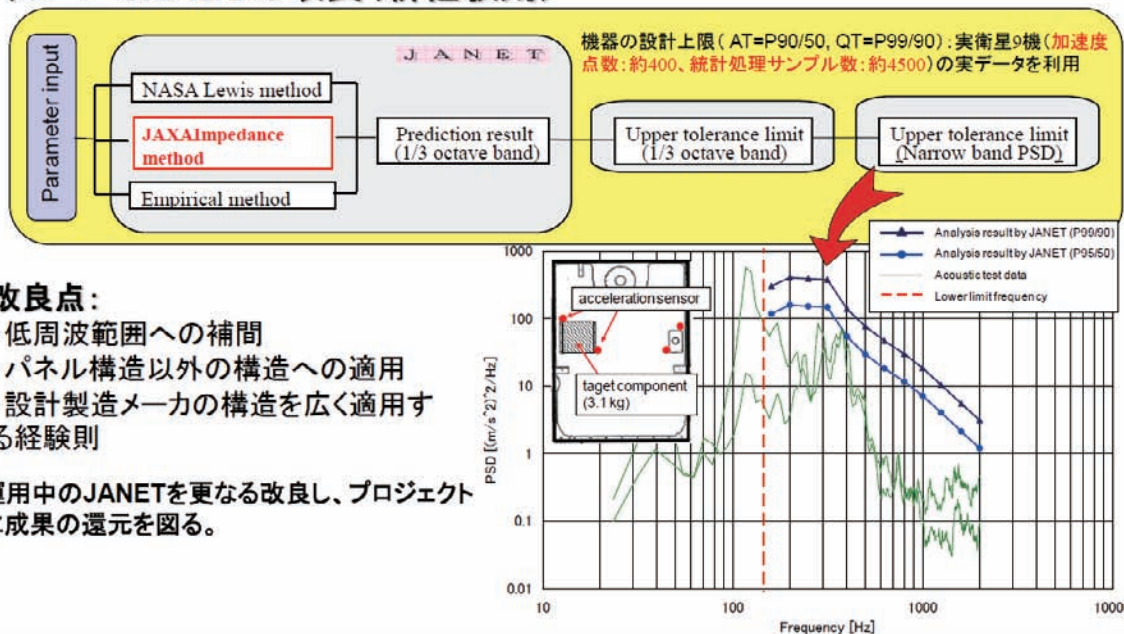 Parameter input
JANET
NASA Lewis method
JAXAImpedance
method
Empirical method
Prediction result
(1/3 octave band)
機器の設計上限( AT=P90/50, QT=P99/90):実衛星9機(加速度
点数:約400、統計処理サンプル数:約4500)の実データを利用
Upper tolerance limit
(1/3 octave band)
Upper tolerance limit
(Narrow band PSD)
改良点:
低周波範囲への補間
パネル構造以外の構造への適用
設計製造メーカの構造を広く適用す
る経験則
運用中のJANETを更なる改良し、プロジェクト
成果の還元を図る。
Analysis result by JANET (P99/90)
Analysis result by JANET (P95/50)
Acoustic test data
Lower limit frequency
acceleration sensor
taget component
(3.1 kg)
PSD [(m/s^2)^2/Hz]
1000
100
10
1
0.1
0.01
10
100
1000
1000
Frequency [Hz]